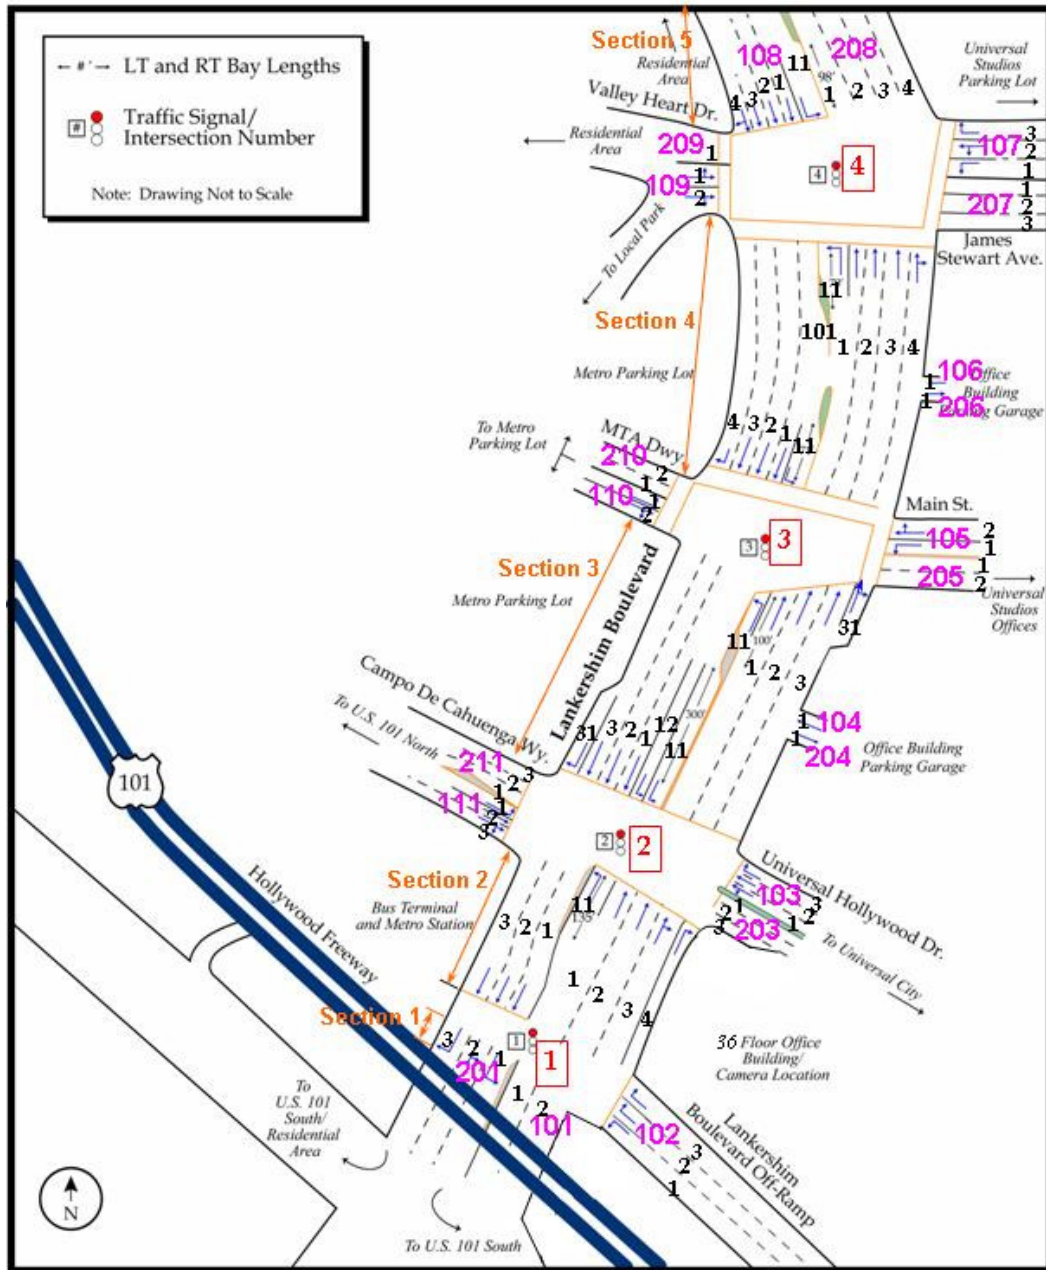 ← #' → LT and RT Bay Lengths
# Traffic Signal/
Intersection Number
Note: Drawing Not to Scale
Section 5
Residential
Area
108
208
11
98'
4 3 2 1
1 2 3 4
Universal
Studios
Parking Lot
Valley Heart Dr.
Residential
Area
209
1
109
1
2
4
4
107
3
2
1
207
1
2
3
James
Stewart Ave.
To Local Park
Section 4
11
101
1 2 3 4
Metro Parking Lot
106
1
206
1
Office
Building
Parking Garage
4 3 2 1
11
To Metro
Parking Lot
MTA Dwy
210
2
1
110
1
2
Main St.
105
2
1
205
1
2
Universal
Studios
Offices
3
3
Section 3
Metro Parking Lot
Lankershim Boulevard
11
100'
1 2 3
31
Campo De Cahuenga Wy.
To U.S. 101 North
31 3 2 1
12
11
300'
104
1
204
1
Office Building
Parking Garage
211
3
2
1
111
1
2
3
101
2
2
Universal Hollywood Dr.
103
3
2
1
203
1
2
3
To Universal City
Section 2
Bus Terminal
and Metro Station
Hollywood Freeway
3 2 1
11
135'
1 2 3 4
Section 1
1
1
3 2 1
201
1 2
101
36 Floor Office
Building/
Camera Location
To
U.S. 101
South/
Residential
Area
102
3
2
1
Lankershim
Boulevard Off-Ramp
N
To U.S. 101 South